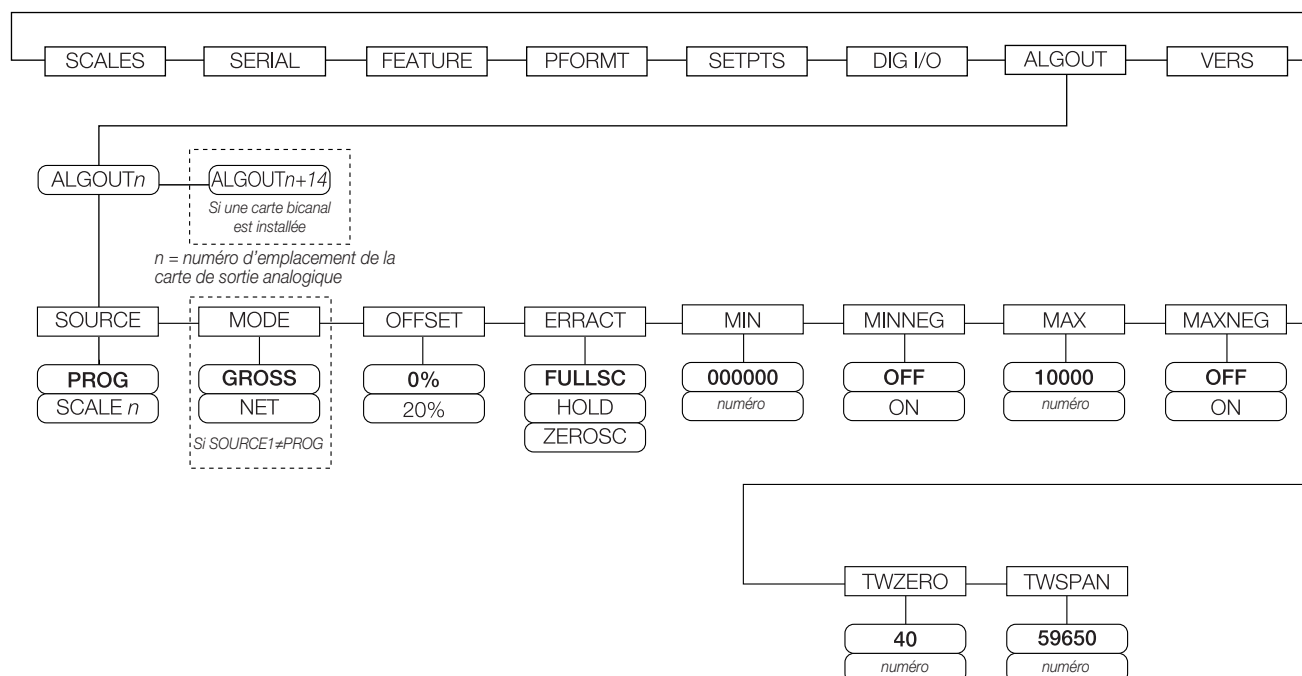 SCALES SERIAL FEATURE PFORMT SETPTS DIG I/O ALGOUT VERS
ALGOUTn ALGOUTn+14
Si une carte bicanal
est installée
n = numéro d'emplacement de la
carte de sortie analogique
SOURCE MODE OFFSET ERRACT MIN MINNEG MAX MAXNEG
PROG GROSS 0% FULLSC 000000 OFF 10000 OFF
SCALE n NET 20% HOLD numéro ON numéro ON
ZEROSC
Si SOURCE1≠PROG
TWZERO TWSPAN
40 59650
numéro numéro